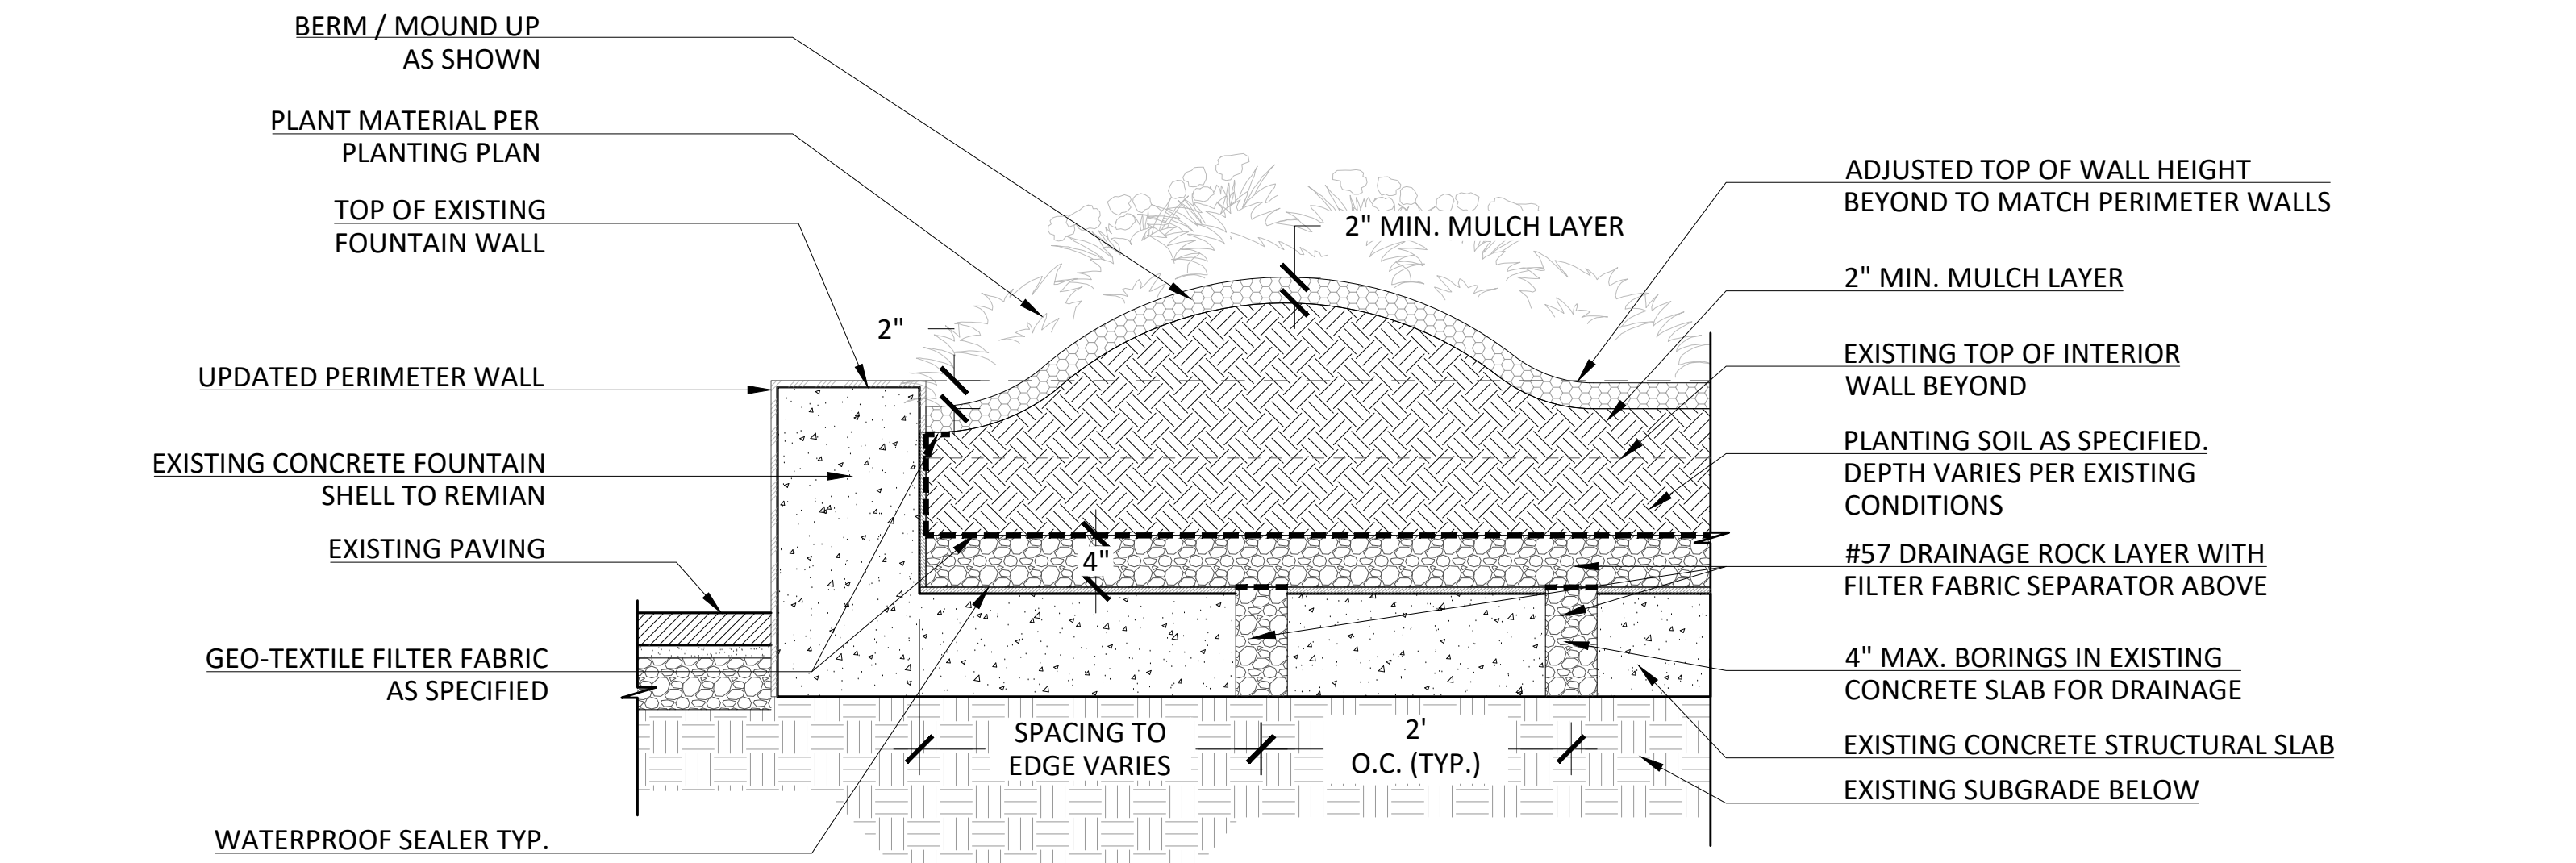 BERM / MOUND UP
AS SHOWN
PLANT MATERIAL PER
PLANTING PLAN
TOP OF EXISTING
FOUNTAIN WALL
UPDATED PERIMETER WALL
EXISTING CONCRETE FOUNTAIN
SHELL TO REMIAN
EXISTING PAVING
GEO-TEXTILE FILTER FABRIC
AS SPECIFIED
WATERPROOF SEALER TYP.
2"
2" MIN. MULCH LAYER
4"
SPACING TO
EDGE VARIES
2'
O.C. (TYP.)
ADJUSTED TOP OF WALL HEIGHT
BEYOND TO MATCH PERIMETER WALLS
2" MIN. MULCH LAYER
EXISTING TOP OF INTERIOR
WALL BEYOND
PLANTING SOIL AS SPECIFIED.
DEPTH VARIES PER EXISTING
CONDITIONS
#57 DRAINAGE ROCK LAYER WITH
FILTER FABRIC SEPARATOR ABOVE
4" MAX. BORINGS IN EXISTING
CONCRETE SLAB FOR DRAINAGE
EXISTING CONCRETE STRUCTURAL SLAB
EXISTING SUBGRADE BELOW